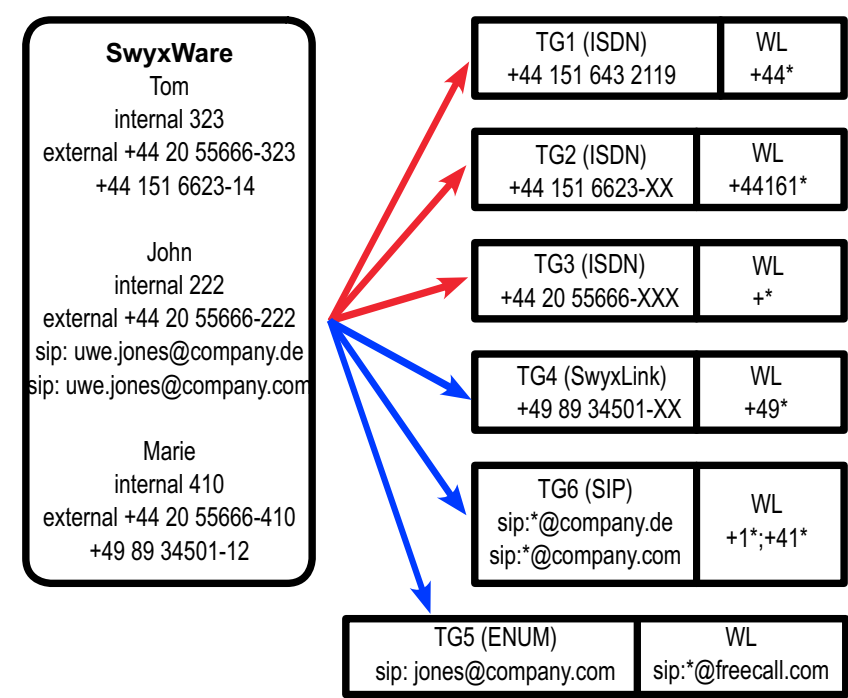 SwyxWare
Tom
internal 323
external +44 20 55666-323
+44 151 6623-14
John
internal 222
external +44 20 55666-222
sip: uwe.jones@company.de
sip: uwe.jones@company.com
Marie
internal 410
external +44 20 55666-410
+49 89 34501-12
TG1 (ISDN)
+44 151 643 2119
WL
+44*
TG2 (ISDN)
+44 151 6623-XX
WL
+44161*
TG3 (ISDN)
+44 20 55666-XXX
WL
+*
TG4 (SwyxLink)
+49 89 34501-XX
WL
+49*
TG6 (SIP)
sip:*@company.de
sip:*@company.com
WL
+1*;+41*
TG5 (ENUM)
sip: jones@company.com
WL
sip:*@freecall.com